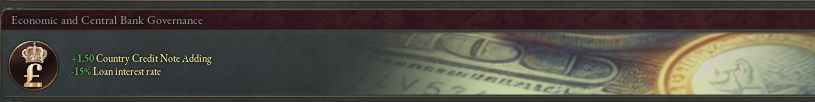 Economic and Central Bank Governance
+1.50 Country Credit Note Adding
-15% Loan interest rate